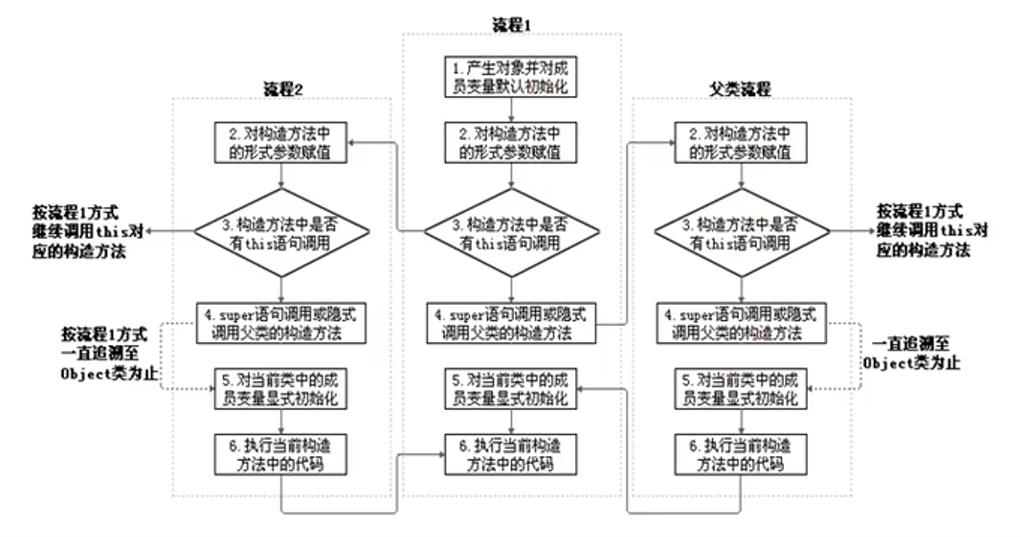 流程1
1.产生对象并对成
员变量默认初始化
2.对构造方法中
的形式参数赋值
3.构造方法中是否
有this语句调用
4.super语句调用或隐式
调用父类的构造方法
5.对当前类中的成
员变量显式初始化
6.执行当前构造
方法中的代码
流程2
2.对构造方法中
的形式参数赋值
3.构造方法中是否
有this语句调用
按流程1方式
继续调用this对
应的构造方法
4.super语句调用或隐式
调用父类的构造方法
按流程1方式
一直追溯至
Object类为止
5.对当前类中的成
员变量显式初始化
6.执行当前构造
方法中的代码
父类流程
2.对构造方法中
的形式参数赋值
3.构造方法中是否
有this语句调用
按流程1方式
继续调用this对
应的构造方法
4.super语句调用或隐式
调用父类的构造方法
一直追溯至
Object类为止
5.对当前类中的成
员变量显式初始化
6.执行当前构造
方法中的代码